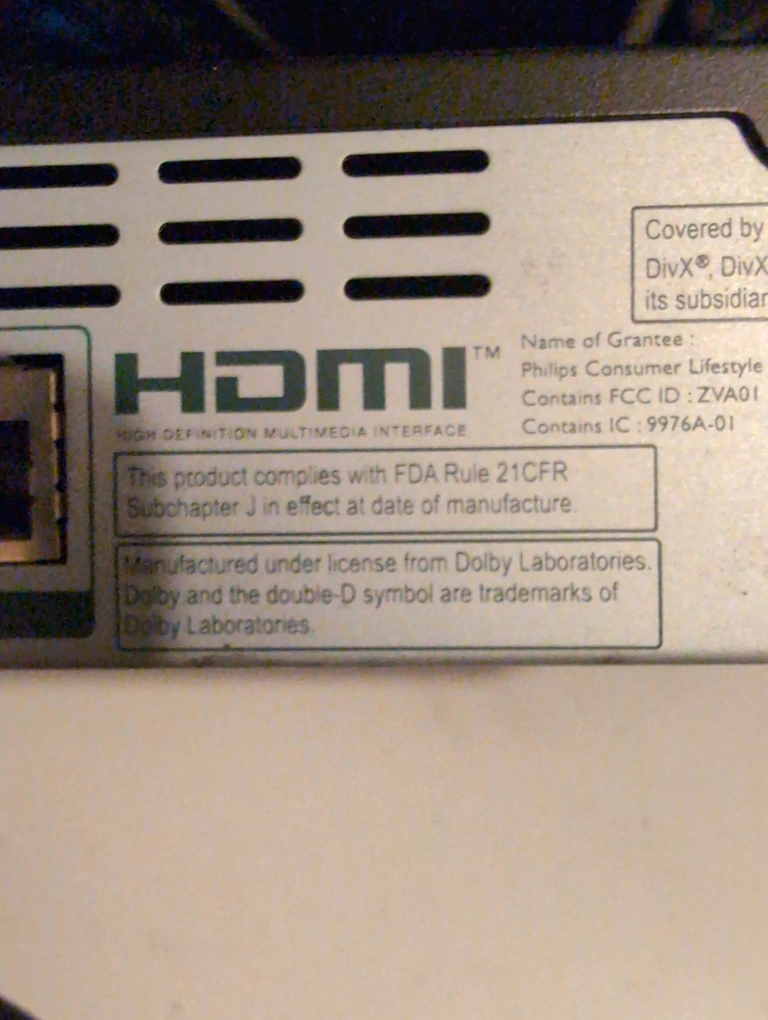 Covered by
DivX®, DivX
its subsidiar
HDMI™
HIGH DEFINITION MULTIMEDIA INTERFACE
Name of Grantee :
Philips Consumer Lifestyle
Contains FCC ID : ZVA01
Contains IC : 9976A-01
This product complies with FDA Rule 21CFR
Subchapter J in effect at date of manufacture.
Manufactured under license from Dolby Laboratories.
Dolby and the double-D symbol are trademarks of
Dolby Laboratories.